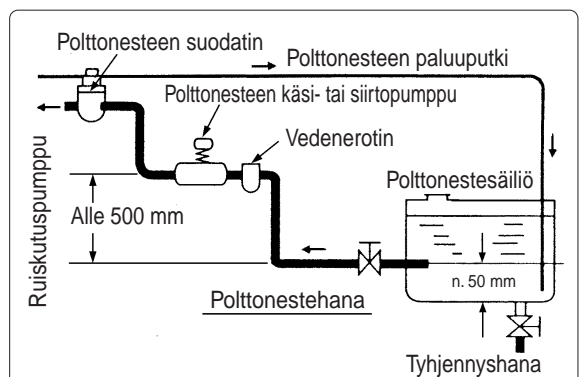 Polttonesteen suodatin
Polttonesteen paluuputki
Polttonesteen käsi- tai siirtopumppu
Vedenerotin
Polttonestesäiliö
Ruiskutuspumppu
Alle 500 mm
n. 50 mm
Polttonestehana
Tyhjennyshana